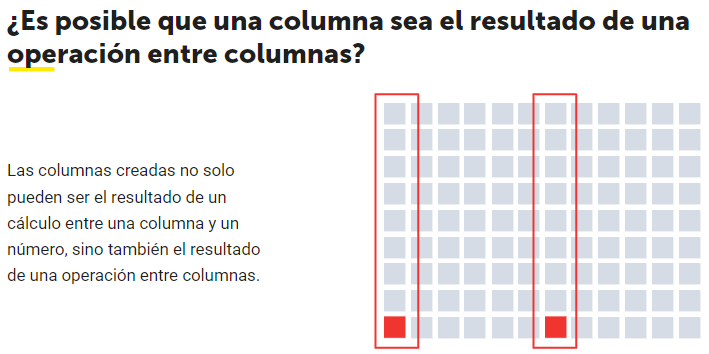 ¿Es posible que una columna sea el resultado de una
operación entre columnas?
Las columnas creadas no solo
pueden ser el resultado de un
cálculo entre una columna y un
número, sino también el resultado
de una operación entre columnas.